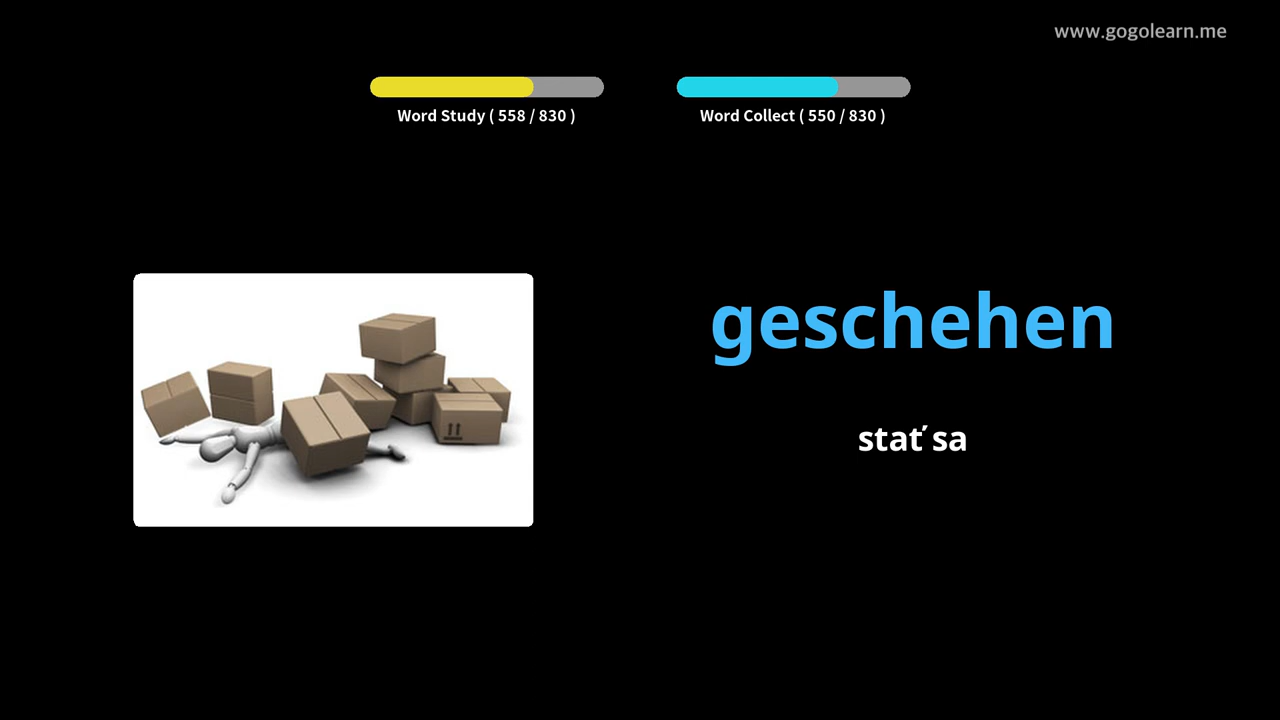 www.gogolearn.me
Word Study ( 558 / 830 )
Word Collect ( 550 / 830 )
geschehen
stať sa